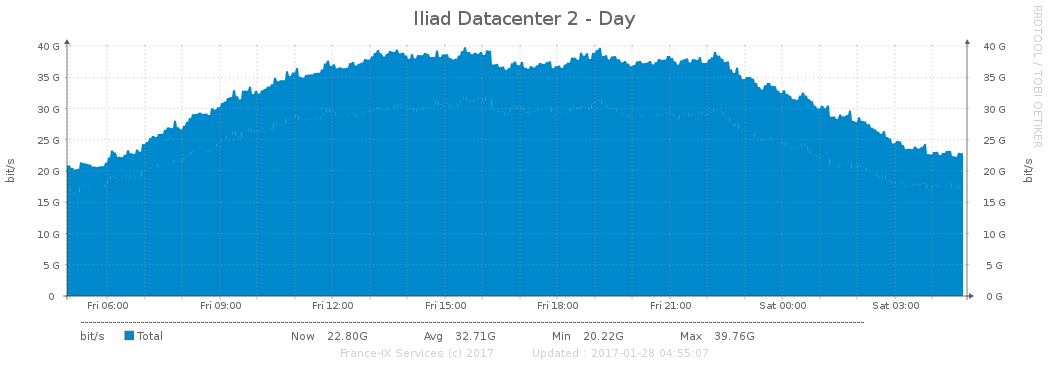 Iliad Datacenter 2 - Day
RRDTOOL / TOBI OETIKER
40 G 40 G
35 G 35 G
30 G 30 G
25 G 25 G
20 G 20 G
15 G 15 G
10 G 10 G
5 G 5 G
0 0 G
bit/s bit/s
Fri 06:00 Fri 09:00 Fri 12:00 Fri 15:00 Fri 18:00 Fri 21:00 Sat 00:00 Sat 03:00
bit/s Total Now 22.80G Avg 32.71G Min 20.22G Max 39.76G
France-IX Services (c) 2017 Updated : 2017-01-28 04:55:07